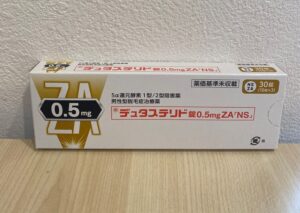 ZA
0.5mg
5α還元酵素 1型/2型阻害薬
男性型脱毛症治療薬
デュタステリド錠0.5mgZA「NS」
薬価基準未収載
30錠